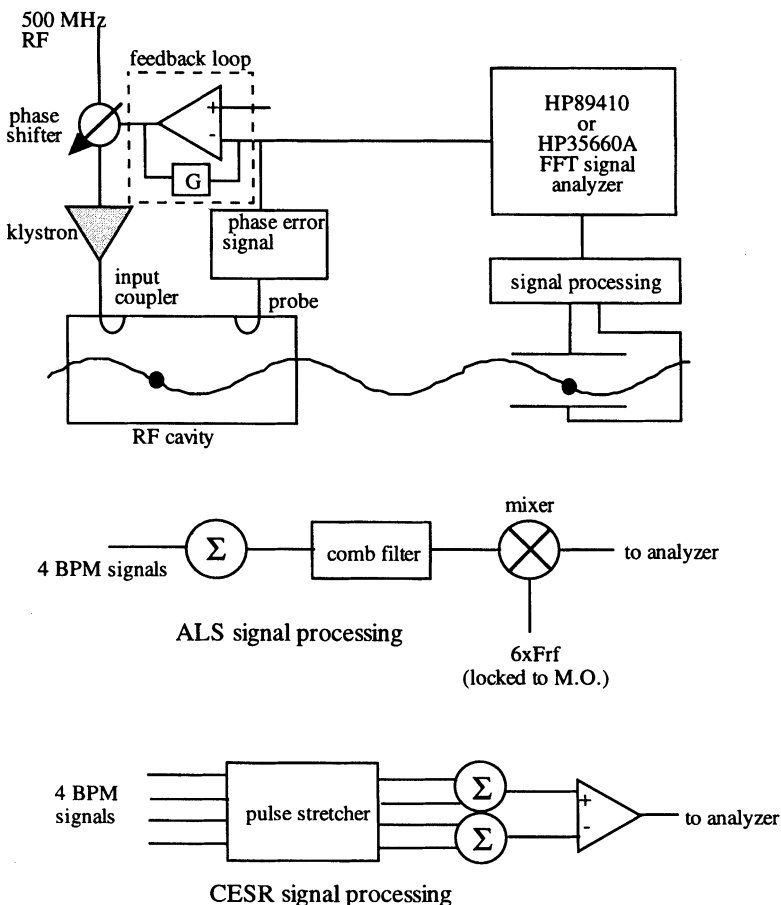 500 MHz
RF
feedback loop
phase
shifter
+
-
G
HP89410
or
HP35660A
FFT signal
analyzer
klystron
phase error
signal
input
coupler
probe
signal processing
RF cavity
mixer
4 BPM signals
Σ
comb filter
to analyzer
ALS signal processing
6xFrf
(locked to M.O.)
4 BPM
signals
pulse stretcher
Σ
Σ
+
-
to analyzer
CESR signal processing